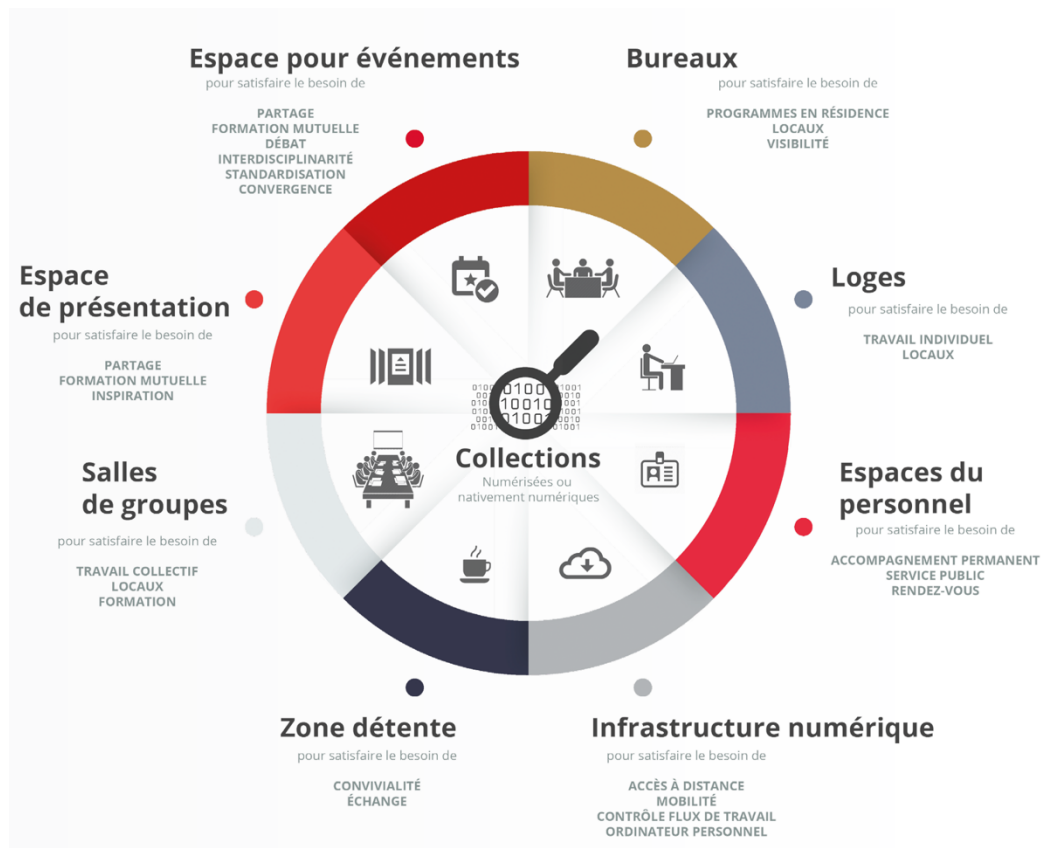 Espace pour événements
pour satisfaire le besoin de
PARTAGE
FORMATION MUTUELLE
DÉBAT
INTERDISCIPLINARITÉ
STANDARDISATION
CONVERGENCE
Bureaux
pour satisfaire le besoin de
PROGRAMMES EN RÉSIDENCE
LOCAUX
VISIBILITÉ
Espace
de présentation
pour satisfaire le besoin de
PARTAGE
FORMATION MUTUELLE
INSPIRATION
Loges
pour satisfaire le besoin de
TRAVAIL INDIVIDUEL
LOCAUX
Collections
Numérisées ou
nativement numériques
Salles
de groupes
pour satisfaire le besoin de
TRAVAIL COLLECTIF
LOCAUX
FORMATION
Espaces du
personnel
pour satisfaire le besoin de
ACCOMPAGNEMENT PERMANENT
SERVICE PUBLIC
RENDEZ-VOUS
Zone détente
pour satisfaire le besoin de
CONVIVIALITÉ
ÉCHANGE
Infrastructure numérique
pour satisfaire le besoin de
ACCÈS À DISTANCE
MOBILITÉ
CONTRÔLE FLUX DE TRAVAIL
ORDINATEUR PERSONNEL